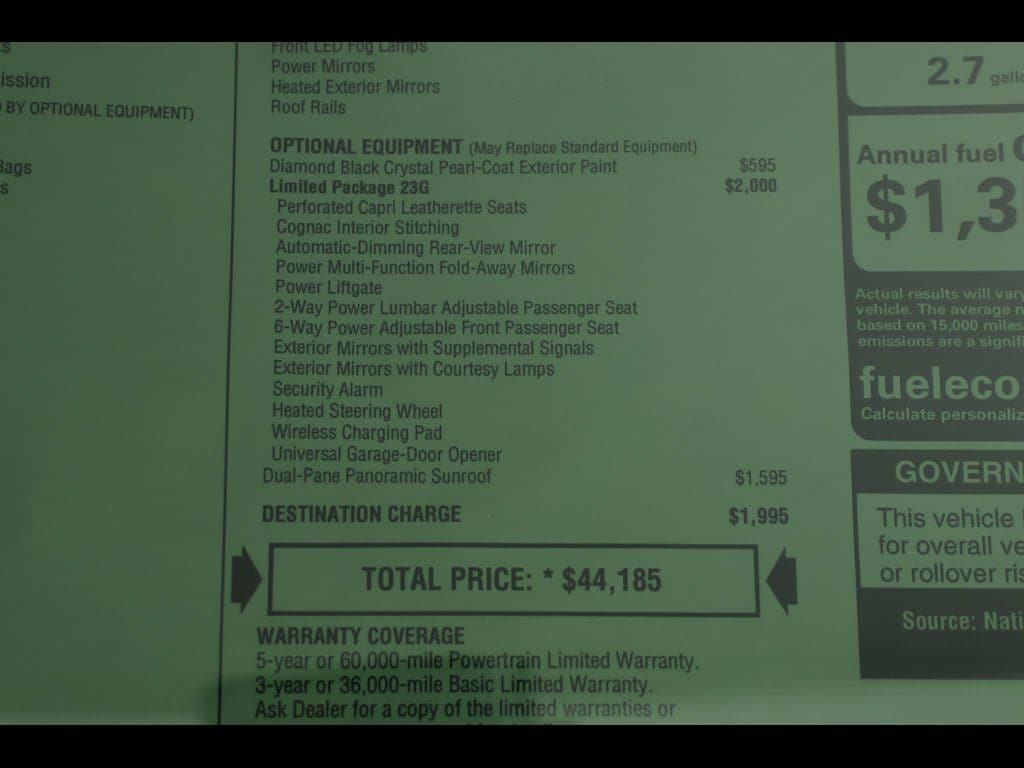 ission
BY OPTIONAL EQUIPMENT)
Bags
Front LED Fog Lamps
Power Mirrors
Heated Exterior Mirrors
Roof Rails
OPTIONAL EQUIPMENT (May Replace Standard Equipment)
Diamond Black Crystal Pearl-Coat Exterior Paint $595
Limited Package 23G $2,000
Perforated Capri Leatherette Seats
Cognac Interior Stitching
Automatic-Dimming Rear-View Mirror
Power Multi-Function Fold-Away Mirrors
Power Liftgate
2-Way Power Lumbar Adjustable Passenger Seat
6-Way Power Adjustable Front Passenger Seat
Exterior Mirrors with Supplemental Signals
Exterior Mirrors with Courtesy Lamps
Security Alarm
Heated Steering Wheel
Wireless Charging Pad
Universal Garage-Door Opener
Dual-Pane Panoramic Sunroof $1,595
DESTINATION CHARGE $1,995
TOTAL PRICE: * $44,185
WARRANTY COVERAGE
5-year or 60,000-mile Powertrain Limited Warranty.
3-year or 36,000-mile Basic Limited Warranty.
Ask Dealer for a copy of the limited warranties or
2.7 gallo
Annual fuel
$1,3
Actual results will vary
vehicle. The average n
based on 15,000 miles
emissions are a signifi
fueleco
Calculate personaliz
GOVERN
This vehicle
for overall ve
or rollover ris
Source: Nati